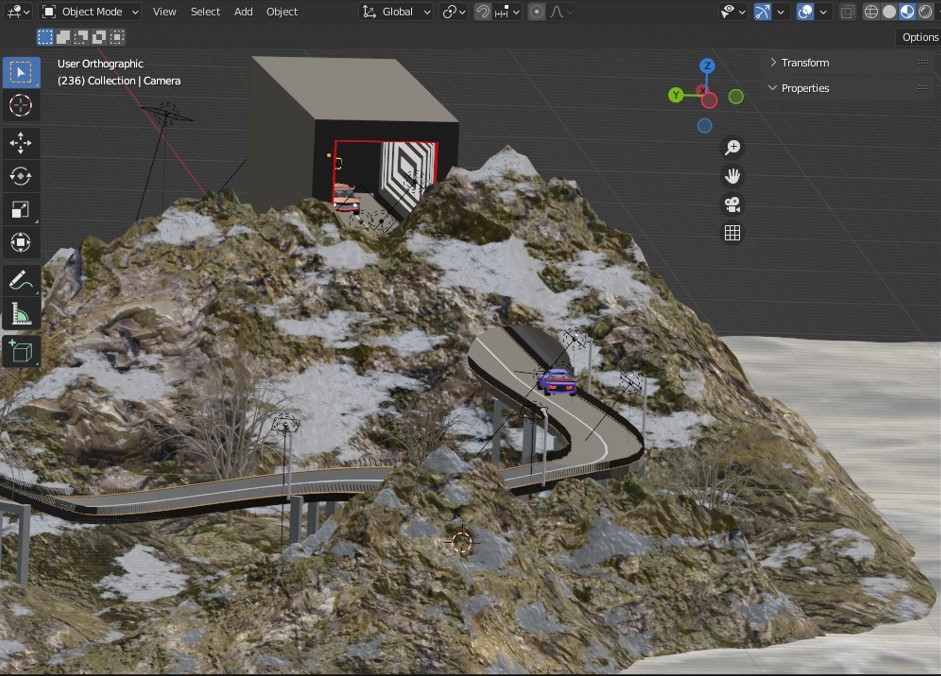 Object Mode View Select Add Object Global
Options
User Orthographic
(236) Collection | Camera
Transform
Properties
Z
Y
X